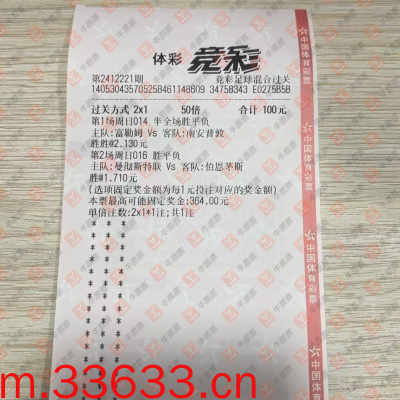 体彩 竞彩
第2412221期 竞彩足球混合过关
140530435705258461148609 34758343 E0275B58
过关方式 2x1 50倍 合计 100元
第1场周日014 半全场胜平负
主队:富勒姆 Vs 客队:南安普敦
胜胜@2.130元
第2场周日016 胜平负
主队:曼彻斯特联 Vs 客队:伯恩茅斯
胜@1.710元
(选项固定奖金额为每1元投注对应的奖金额)
本票最高可能固定奖金:364.00元
单倍注数:2x1*1注;共1注
中国体育彩票
中国体育彩票
中国体育彩票
中国体育彩票
m.33633.cn